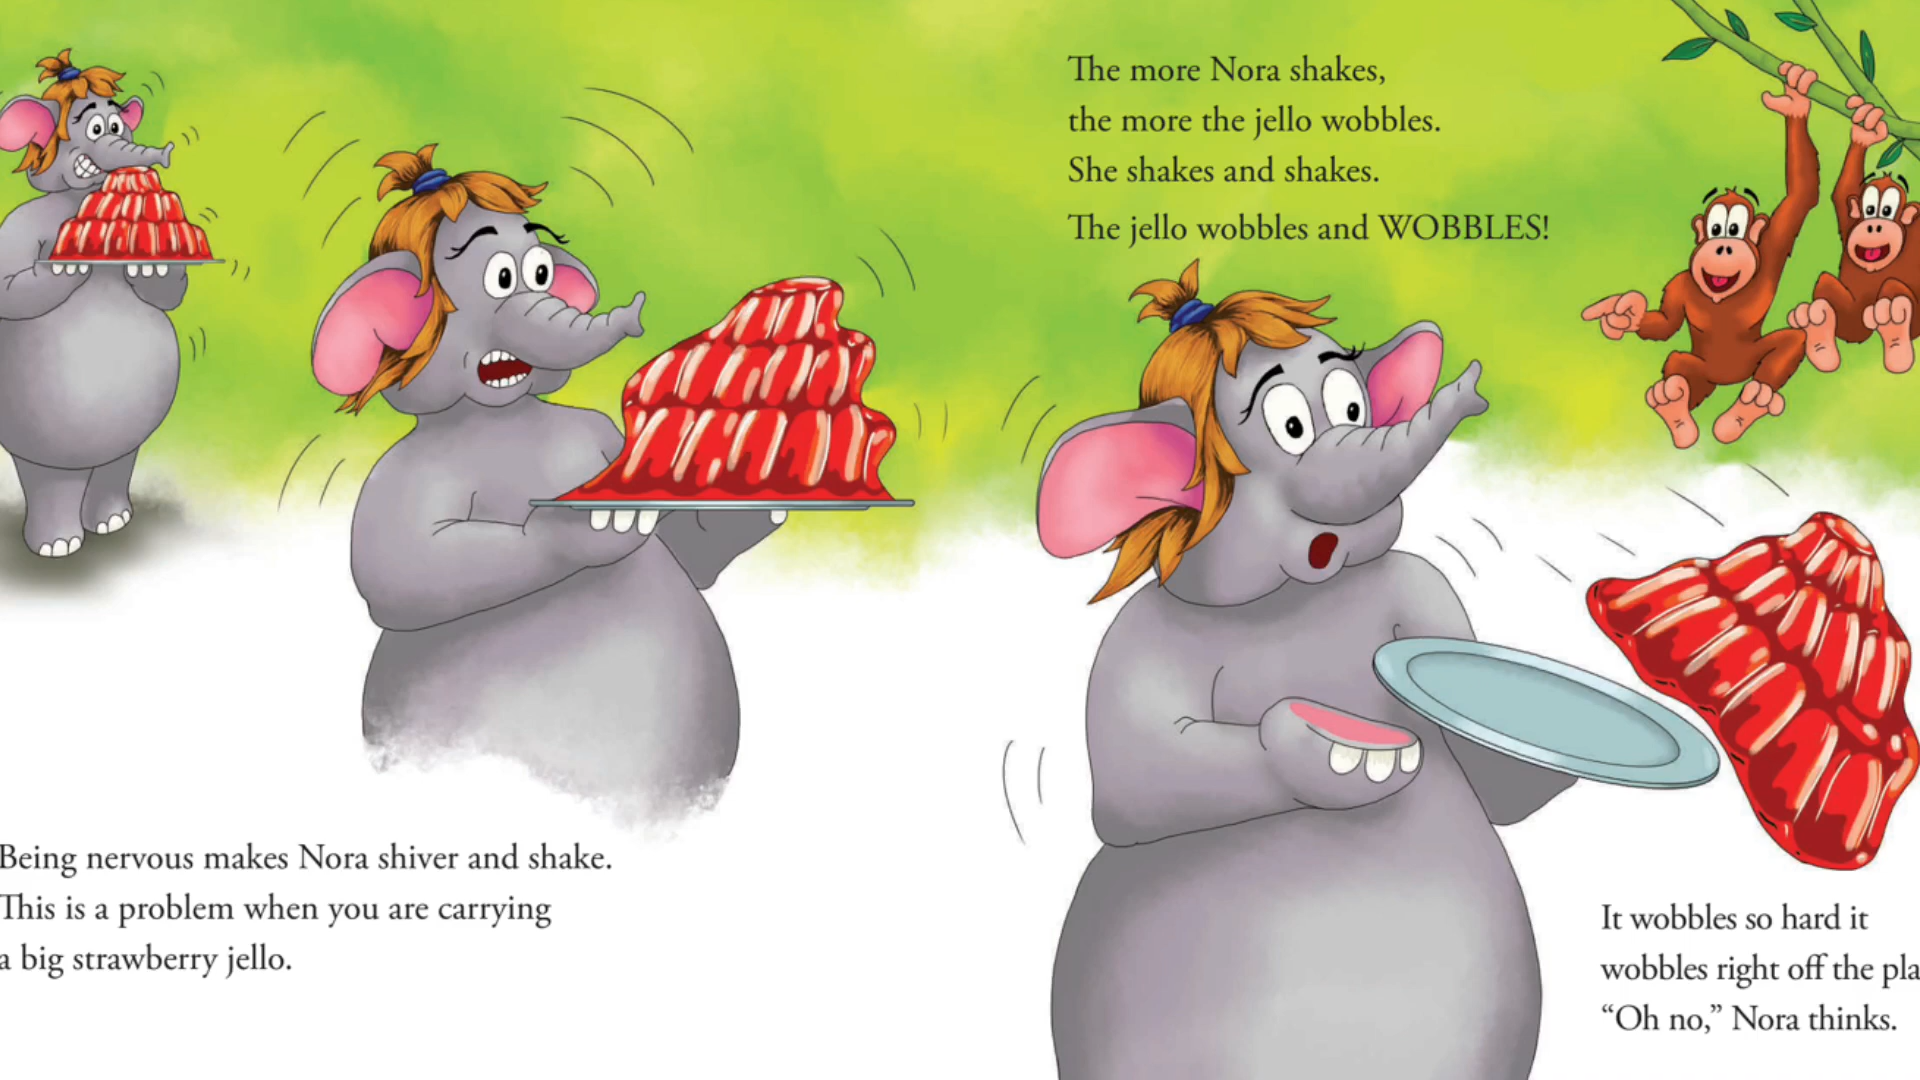 Being nervous makes Nora shiver and shake.
This is a problem when you are carrying
a big strawberry jello.
The more Nora shakes,
the more the jello wobbles.
She shakes and shakes.
The jello wobbles and WOBBLES!
It wobbles so hard it
wobbles right off the pla
“Oh no,” Nora thinks.